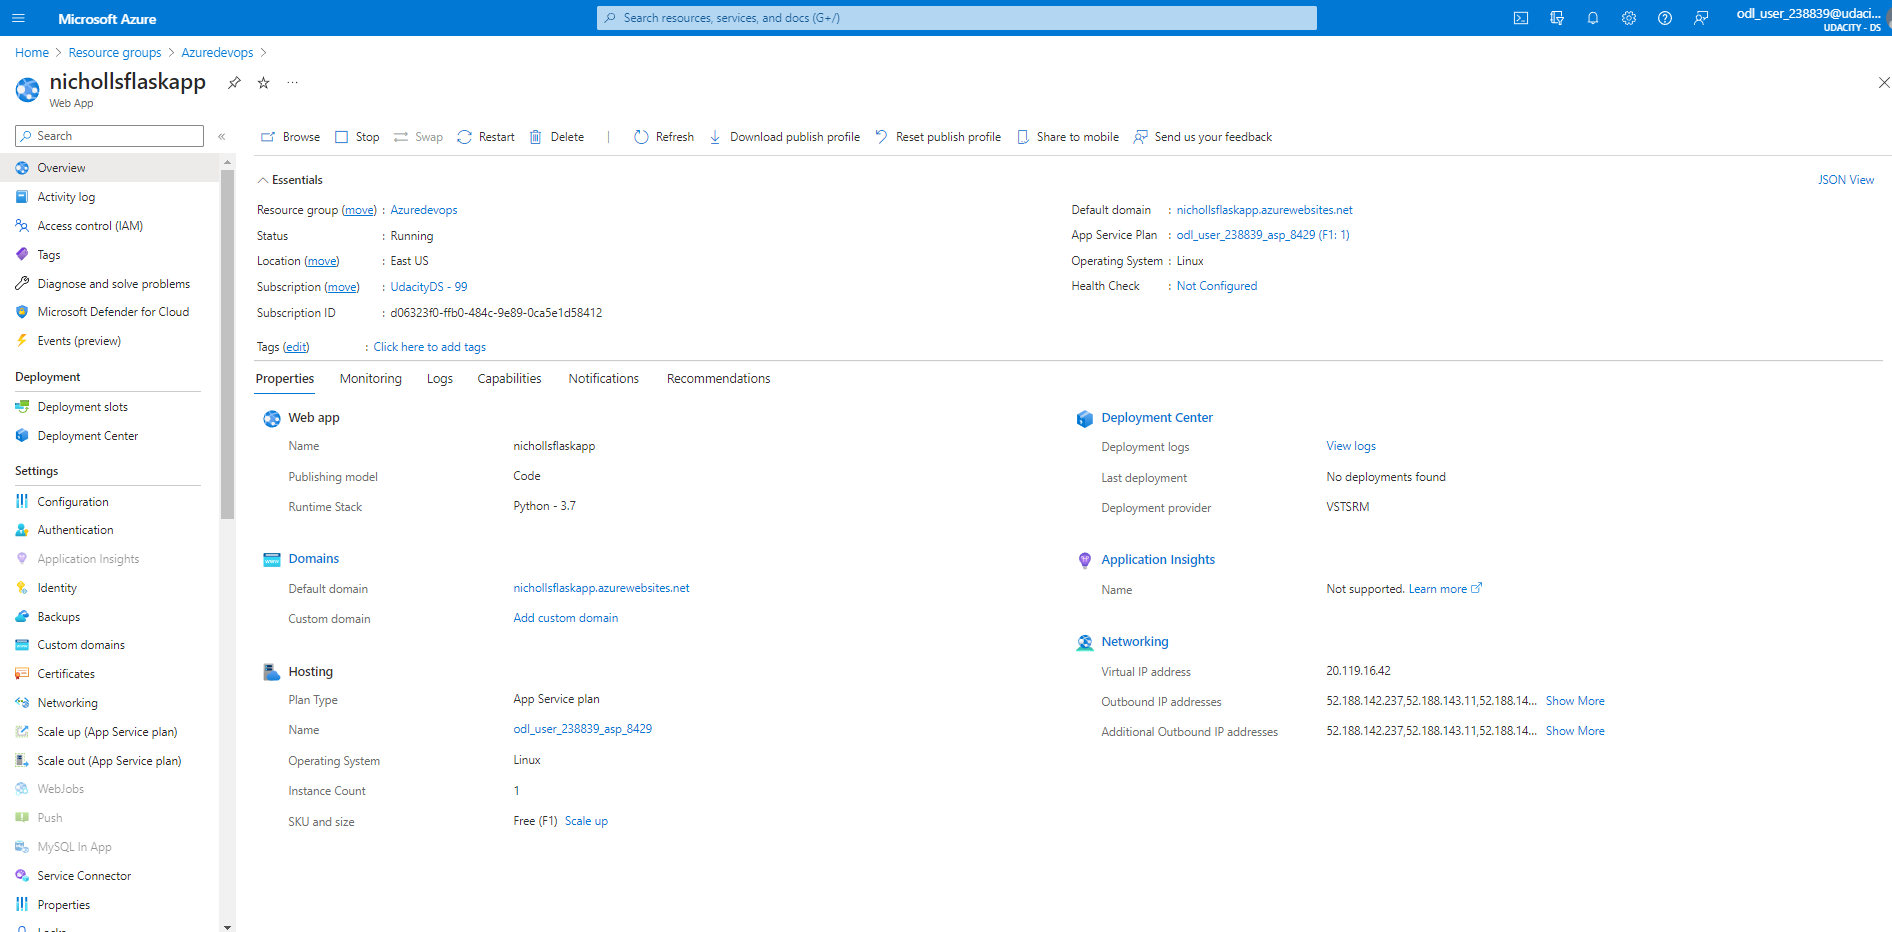 Microsoft Azure
Search resources, services, and docs (G+/)
odl_user_238839@udaci...
UDACITY - DS
Home > Resource groups > Azuredevops >
nichollsflaskapp
Web App
Search
«
Overview
Activity log
Access control (IAM)
Tags
Diagnose and solve problems
Microsoft Defender for Cloud
Events (preview)
Deployment
Deployment slots
Deployment Center
Settings
Configuration
Authentication
Application Insights
Identity
Backups
Custom domains
Certificates
Networking
Scale up (App Service plan)
Scale out (App Service plan)
WebJobs
Push
MySQL In App
Service Connector
Properties
Locks
Browse Stop Swap Restart Delete | Refresh Download publish profile Reset publish profile Share to mobile Send us your feedback
Essentials
JSON View
Resource group (move) : Azuredevops
Status : Running
Location (move) : East US
Subscription (move) : UdacityDS - 99
Subscription ID : d06323f0-ffb0-484c-9e89-0ca5e1d58412
Default domain : nichollsflaskapp.azurewebsites.net
App Service Plan : odl_user_238839_asp_8429 (F1: 1)
Operating System : Linux
Health Check : Not Configured
Tags (edit) : Click here to add tags
Properties Monitoring Logs Capabilities Notifications Recommendations
Web app
Name nichollsflaskapp
Publishing model Code
Runtime Stack Python - 3.7
Domains
Default domain nichollsflaskapp.azurewebsites.net
Custom domain Add custom domain
Hosting
Plan Type App Service plan
Name odl_user_238839_asp_8429
Operating System Linux
Instance Count 1
SKU and size Free (F1) Scale up
Deployment Center
Deployment logs View logs
Last deployment No deployments found
Deployment provider VSTSRM
Application Insights
Name Not supported. Learn more
Networking
Virtual IP address 20.119.16.42
Outbound IP addresses 52.188.142.237,52.188.143.11,52.188.14... Show More
Additional Outbound IP addresses 52.188.142.237,52.188.143.11,52.188.14... Show More